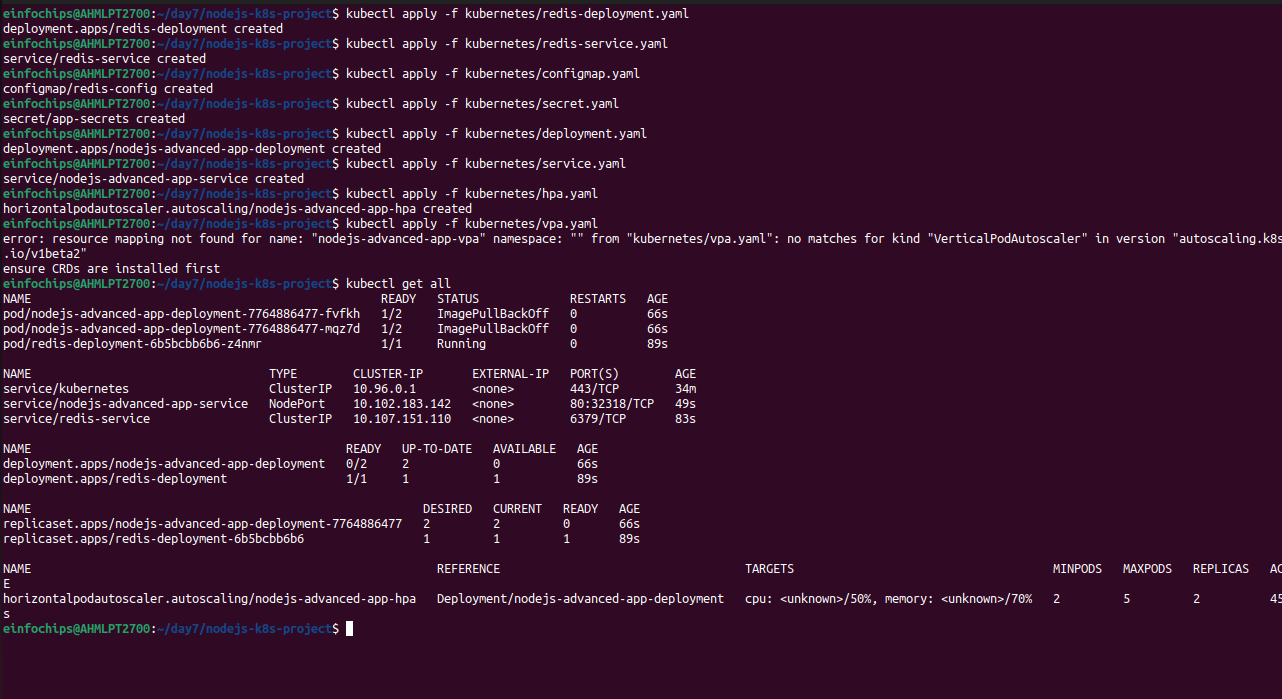 einfochips@AHMLPT2700:~/day7/nodejs-k8s-project$ kubectl apply -f kubernetes/redis-deployment.yaml
deployment.apps/redis-deployment created
einfochips@AHMLPT2700:~/day7/nodejs-k8s-project$ kubectl apply -f kubernetes/redis-service.yaml
service/redis-service created
einfochips@AHMLPT2700:~/day7/nodejs-k8s-project$ kubectl apply -f kubernetes/configmap.yaml
configmap/redis-config created
einfochips@AHMLPT2700:~/day7/nodejs-k8s-project$ kubectl apply -f kubernetes/secret.yaml
secret/app-secrets created
einfochips@AHMLPT2700:~/day7/nodejs-k8s-project$ kubectl apply -f kubernetes/deployment.yaml
deployment.apps/nodejs-advanced-app-deployment created
einfochips@AHMLPT2700:~/day7/nodejs-k8s-project$ kubectl apply -f kubernetes/service.yaml
service/nodejs-advanced-app-service created
einfochips@AHMLPT2700:~/day7/nodejs-k8s-project$ kubectl apply -f kubernetes/hpa.yaml
horizontalpodautoscaler.autoscaling/nodejs-advanced-app-hpa created
einfochips@AHMLPT2700:~/day7/nodejs-k8s-project$ kubectl apply -f kubernetes/vpa.yaml
error: resource mapping not found for name: "nodejs-advanced-app-vpa" namespace: "" from "kubernetes/vpa.yaml": no matches for kind "VerticalPodAutoscaler" in version "autoscaling.k8s
.io/v1beta2"
ensure CRDs are installed first
einfochips@AHMLPT2700:~/day7/nodejs-k8s-project$ kubectl get all
NAME READY STATUS RESTARTS AGE
pod/nodejs-advanced-app-deployment-7764886477-fvfkh 1/2 ImagePullBackOff 0 66s
pod/nodejs-advanced-app-deployment-7764886477-mqz7d 1/2 ImagePullBackOff 0 66s
pod/redis-deployment-6b5bcbb6b6-z4nmr 1/1 Running 0 89s
NAME TYPE CLUSTER-IP EXTERNAL-IP PORT(S) AGE
service/kubernetes ClusterIP 10.96.0.1 <none> 443/TCP 34m
service/nodejs-advanced-app-service NodePort 10.102.183.142 <none> 80:32318/TCP 49s
service/redis-service ClusterIP 10.107.151.110 <none> 6379/TCP 83s
NAME READY UP-TO-DATE AVAILABLE AGE
deployment.apps/nodejs-advanced-app-deployment 0/2 2 0 66s
deployment.apps/redis-deployment 1/1 1 1 89s
NAME DESIRED CURRENT READY AGE
replicaset.apps/nodejs-advanced-app-deployment-7764886477 2 2 0 66s
replicaset.apps/redis-deployment-6b5bcbb6b6 1 1 1 89s
NAME REFERENCE TARGETS MINPODS MAXPODS REPLICAS AG
E
horizontalpodautoscaler.autoscaling/nodejs-advanced-app-hpa Deployment/nodejs-advanced-app-deployment cpu: <unknown>/50%, memory: <unknown>/70% 2 5 2 45
s
einfochips@AHMLPT2700:~/day7/nodejs-k8s-project$